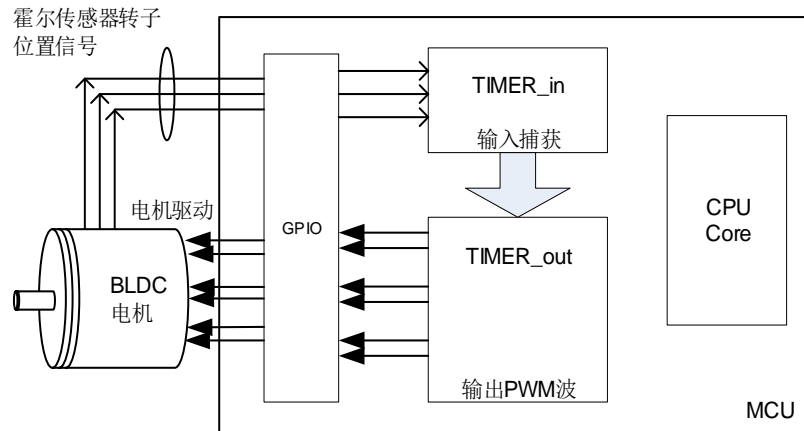 霍尔传感器转子
位置信号
TIMER_in
输入捕获
CPU
Core
电机驱动
GPIO
TIMER_out
BLDC
电机
输出PWM波
MCU